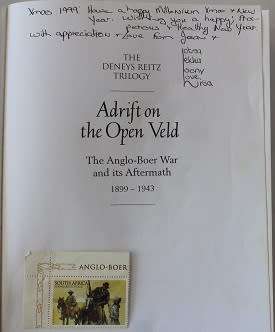 Xmas 1999 Have a happy Millenium Xmas & New
Year. Wishing you a happy, pros-
perous & Healthy New Year
with appreciation & love from
THE
DENEYS REITZ
TRILOGY
Adrift on
the Open Veld
The Anglo-Boer War
and its Aftermath
1899 – 1943
ANGLO-BOER
SOUTH AFRICA